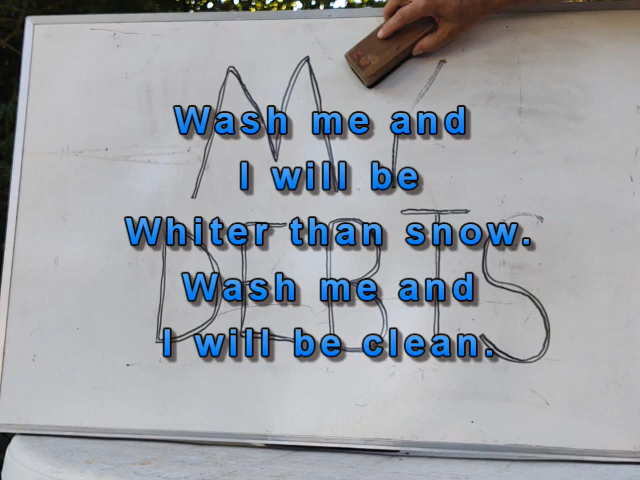 MY
DEBTS
Wash me and
I will be
Whiter than snow.
Wash me and
I will be clean.